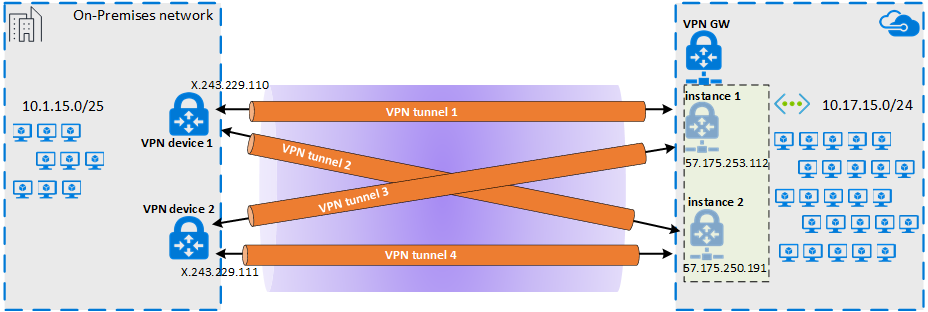 On-Premises network
VPN GW
X.243.229.110
instance 1
10.1.15.0/25
VPN tunnel 1
10.17.15.0/24
VPN device 1
VPN tunnel 2
57.175.253.112
VPN tunnel 3
VPN device 2
instance 2
VPN tunnel 4
X.243.229.111
57.175.250.191